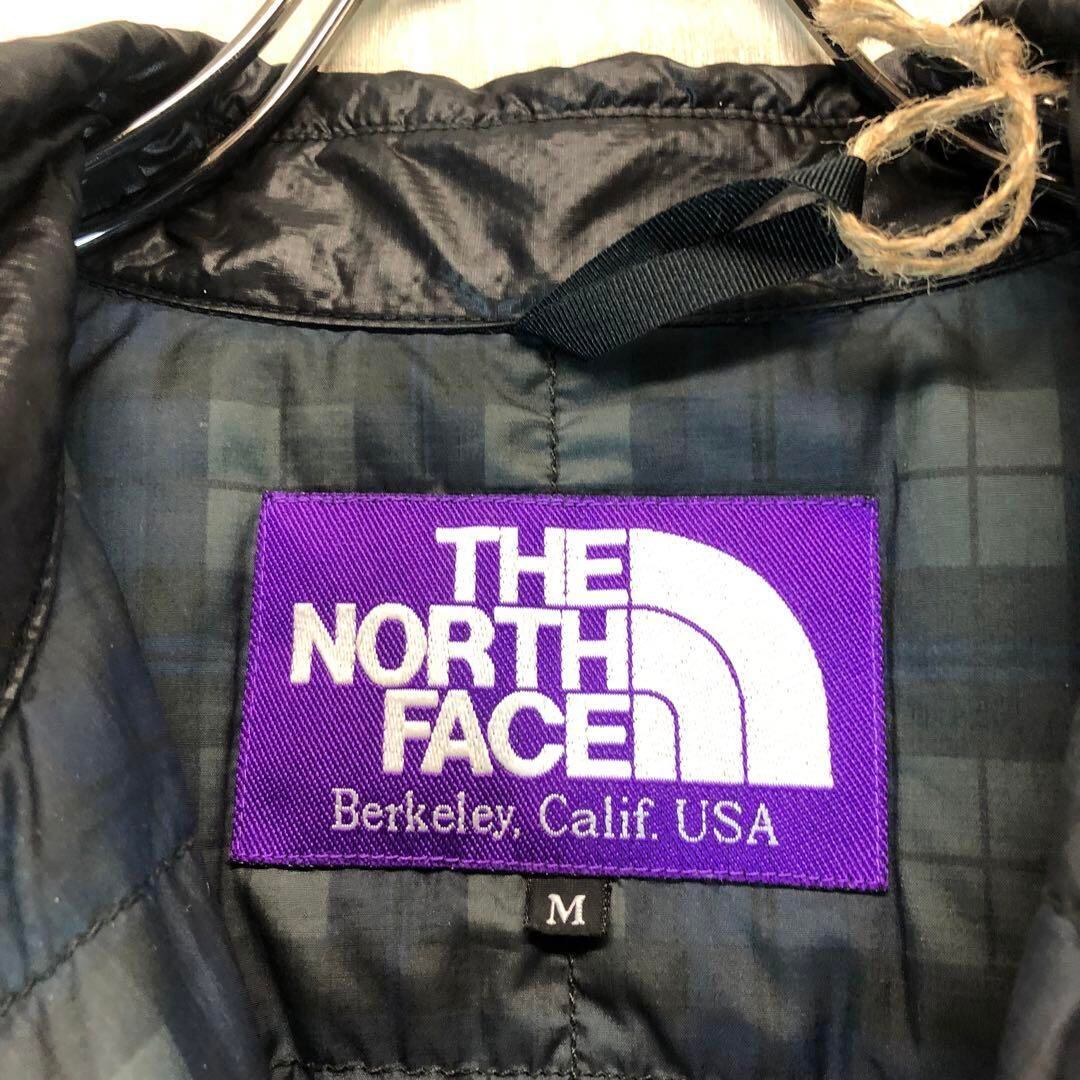 THE
NORTH
FACE
Berkeley, Calif. USA
M